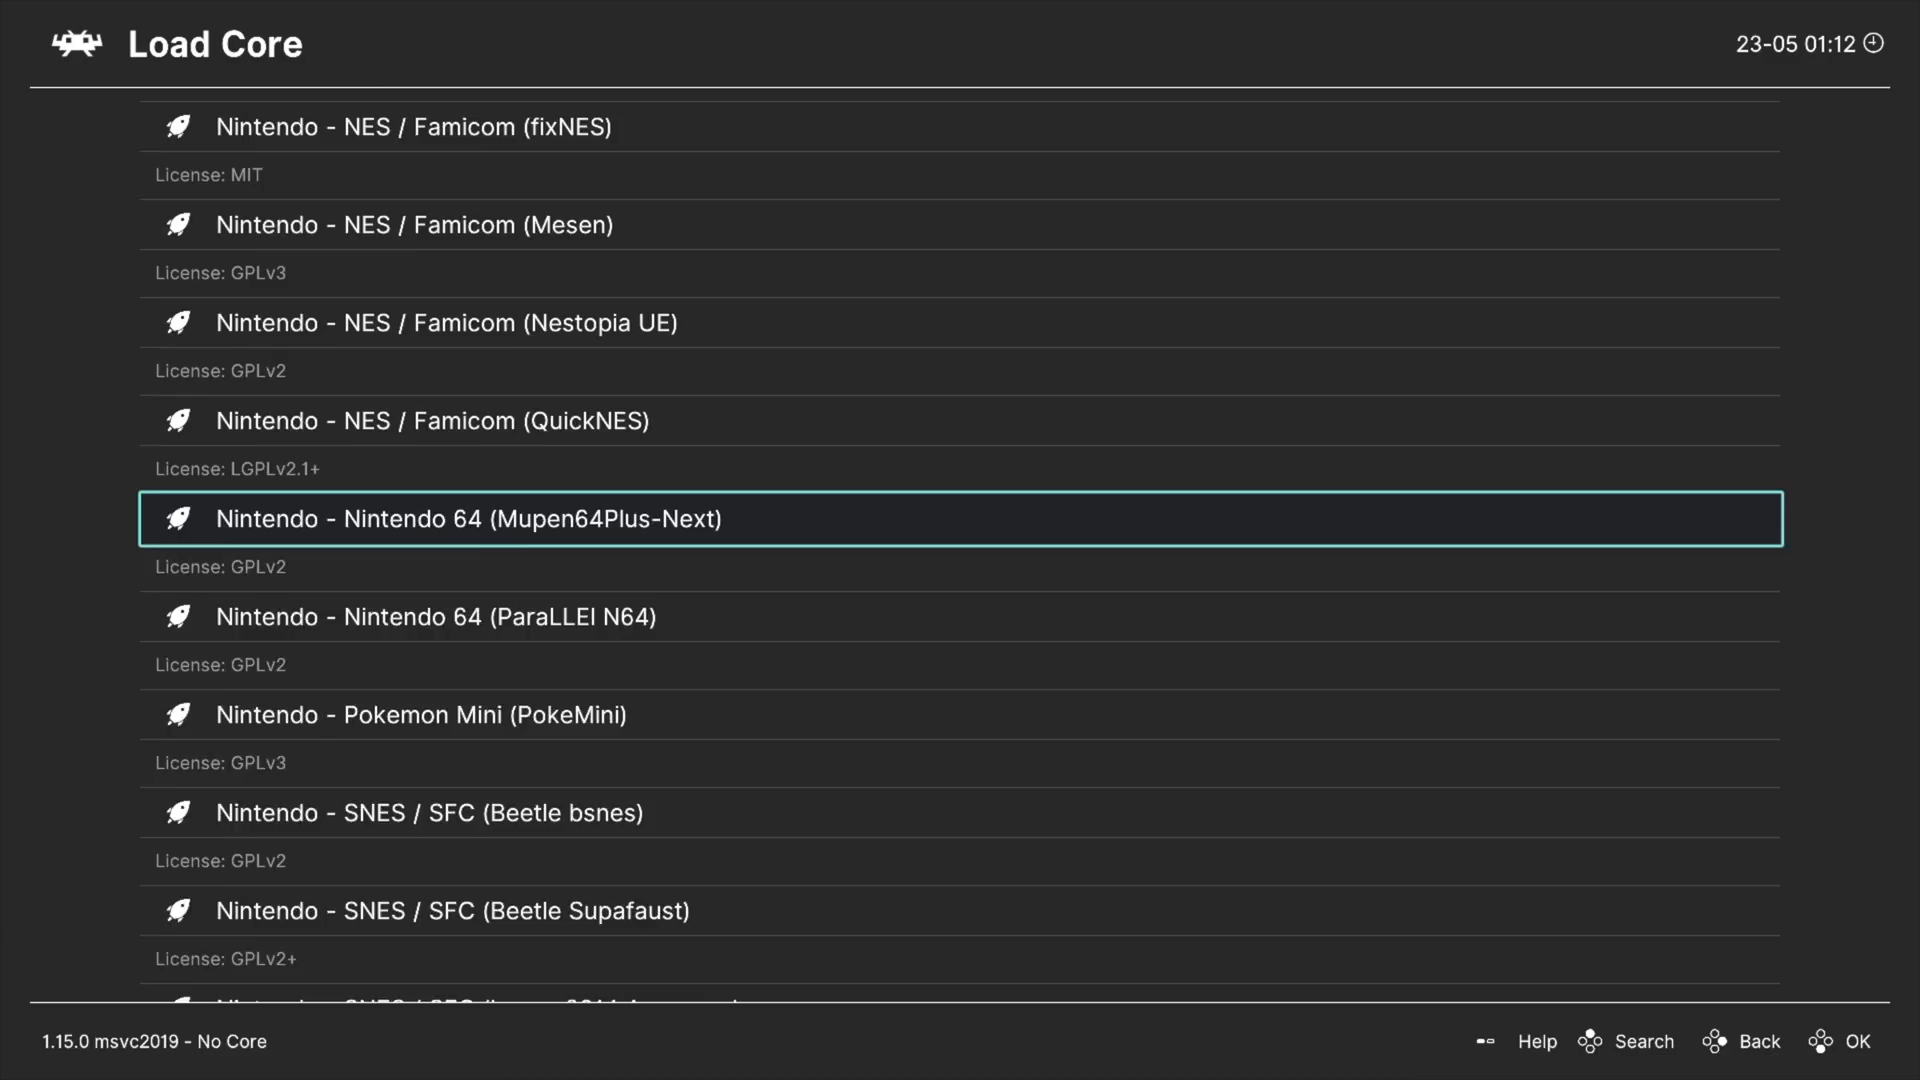 Load Core
23-05 01:12
Nintendo - NES / Famicom (fixNES)
License: MIT
Nintendo - NES / Famicom (Mesen)
License: GPLv3
Nintendo - NES / Famicom (Nestopia UE)
License: GPLv2
Nintendo - NES / Famicom (QuickNES)
License: LGPLv2.1+
Nintendo - Nintendo 64 (Mupen64Plus-Next)
License: GPLv2
Nintendo - Nintendo 64 (ParaLLEl N64)
License: GPLv2
Nintendo - Pokemon Mini (PokeMini)
License: GPLv3
Nintendo - SNES / SFC (Beetle bsnes)
License: GPLv2
Nintendo - SNES / SFC (Beetle Supafaust)
License: GPLv2+
1.15.0 msvc2019 - No Core
Help Search Back OK